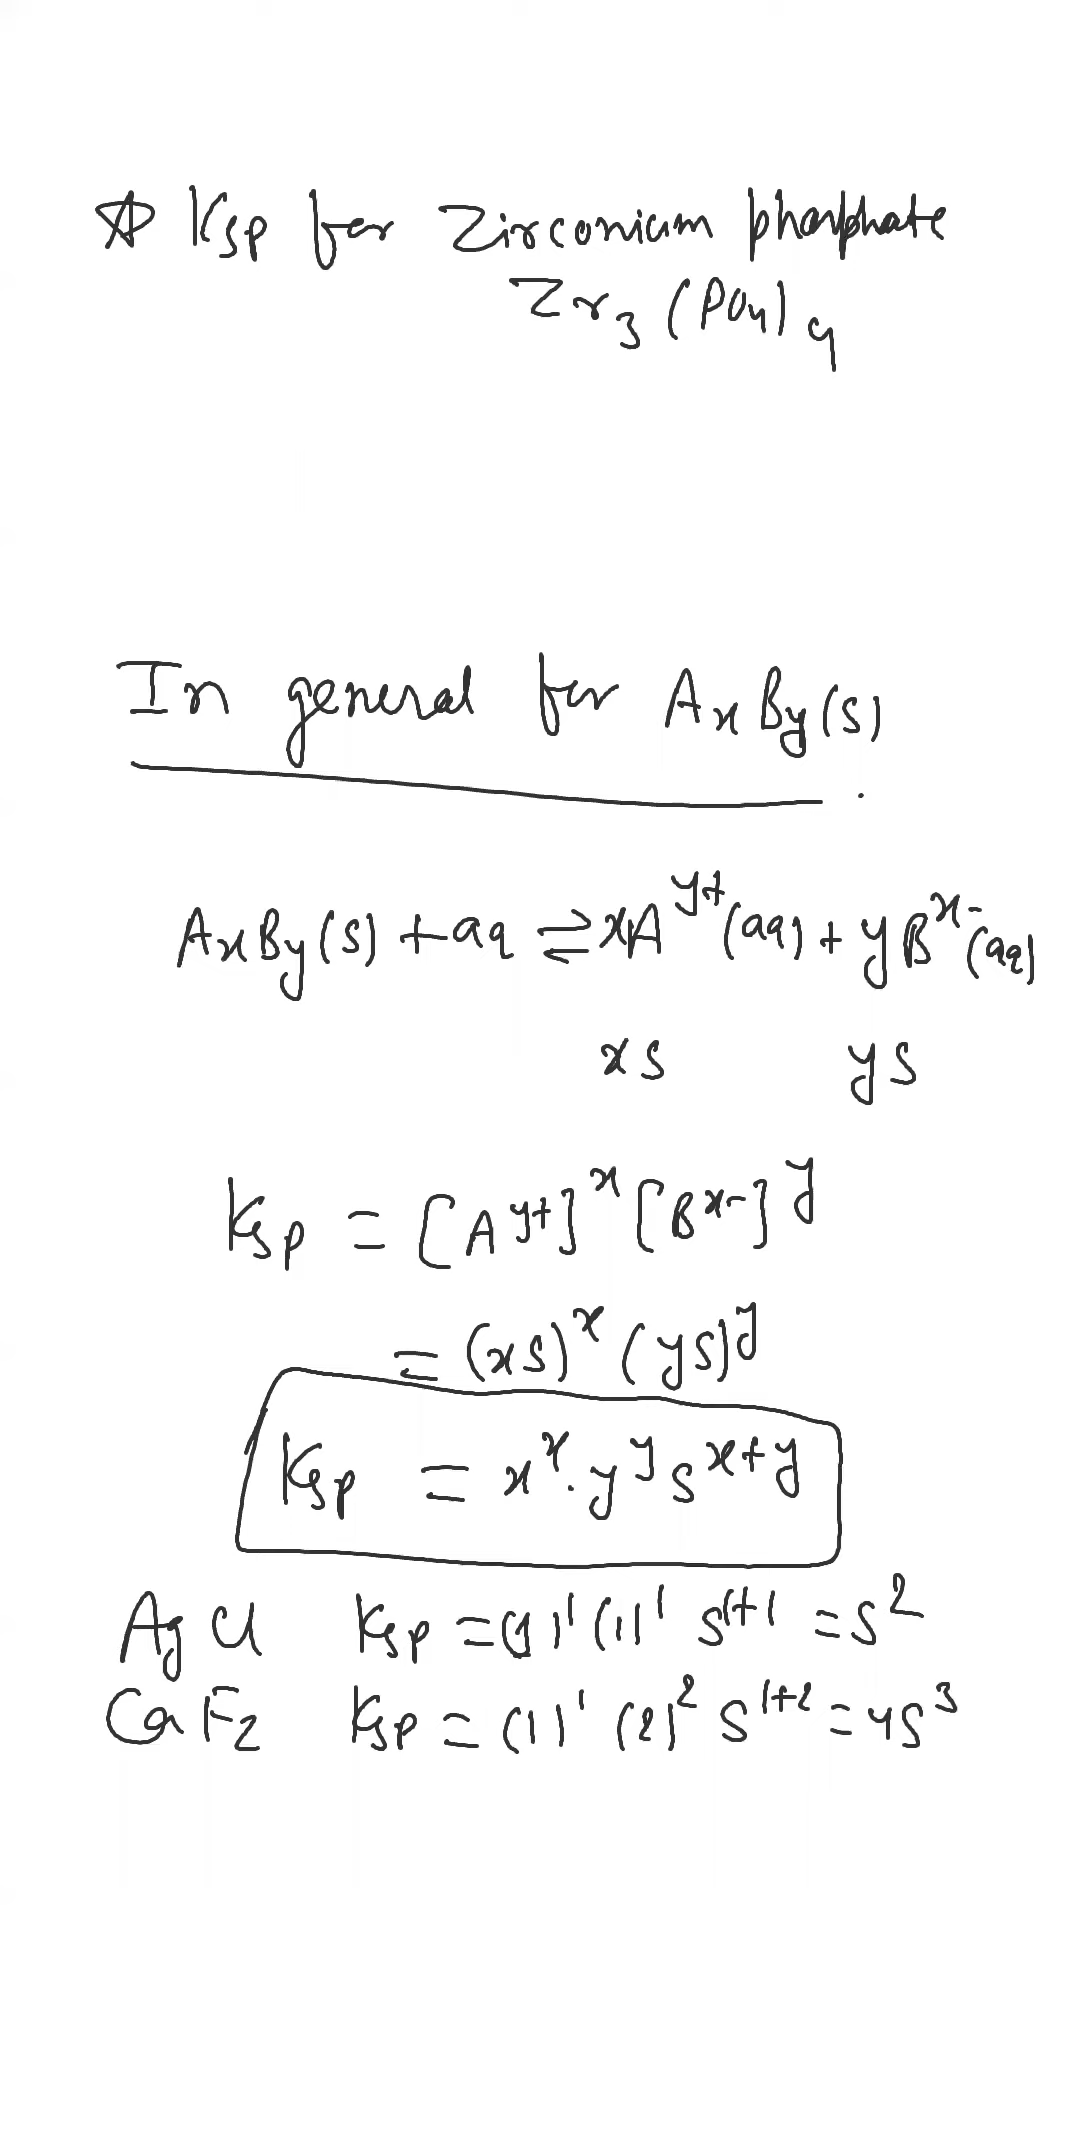 ☆ Ksp for Zirconium phosphate
Zr₃(PO₄)₄
In general for AxBy(s)
AxBy(s) + aq ⇌ xA^y+(aq) + yB^x-(aq)
xs ys
Ksp = [A^y+]^x [B^x-]^y
= (xs)^x (ys)^y
Ksp = x^x . y^y s^x+y
AgCl Ksp = (1)^1 (1)^1 s^1+1 = s^2
CaF₂ Ksp = (1)^1 (2)^2 s^1+2 = 4s^3